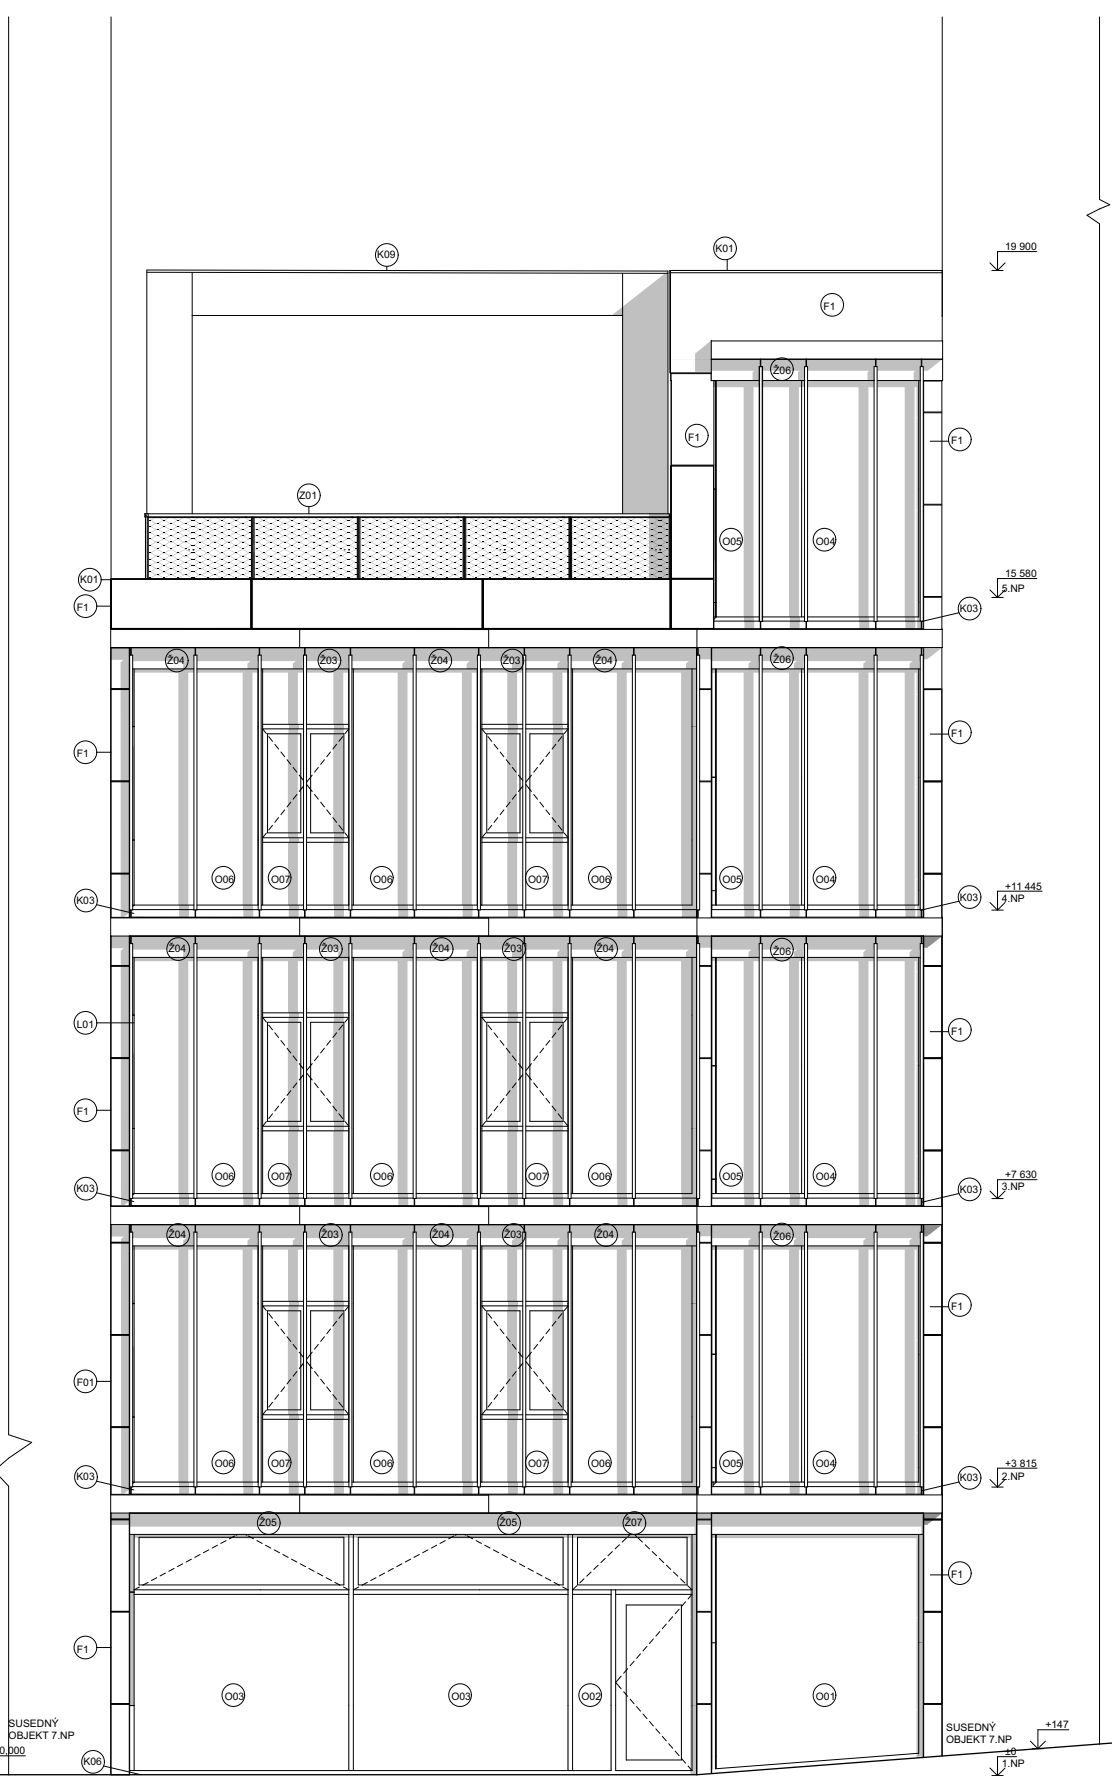 K09
K01
19 900
F1
Ž06
F1
F1
Z01
O05
O04
K01
15 580
5.NP
F1
K03
Ž04
Ž03
Ž04
Ž03
Ž04
Ž06
F1
F1
O06
O07
O06
O07
O06
O05
O04
K03
K03
+11 445
4.NP
Ž04
Ž03
Ž04
Ž03
Ž04
Ž06
L01
F1
F1
O06
O07
O06
O07
O06
O05
O04
K03
K03
+7 630
3.NP
Ž04
Ž03
Ž04
Ž03
Ž04
Ž06
F1
F01
O06
O07
O06
O07
O06
O05
O04
K03
K03
+3 815
2.NP
Ž05
Ž05
Ž07
F1
F1
O03
O03
O02
O01
SUSEDNÝ
OBJEKT 7.NP
0,000
SUSEDNÝ
OBJEKT 7.NP
+147
K06
±0
1.NP